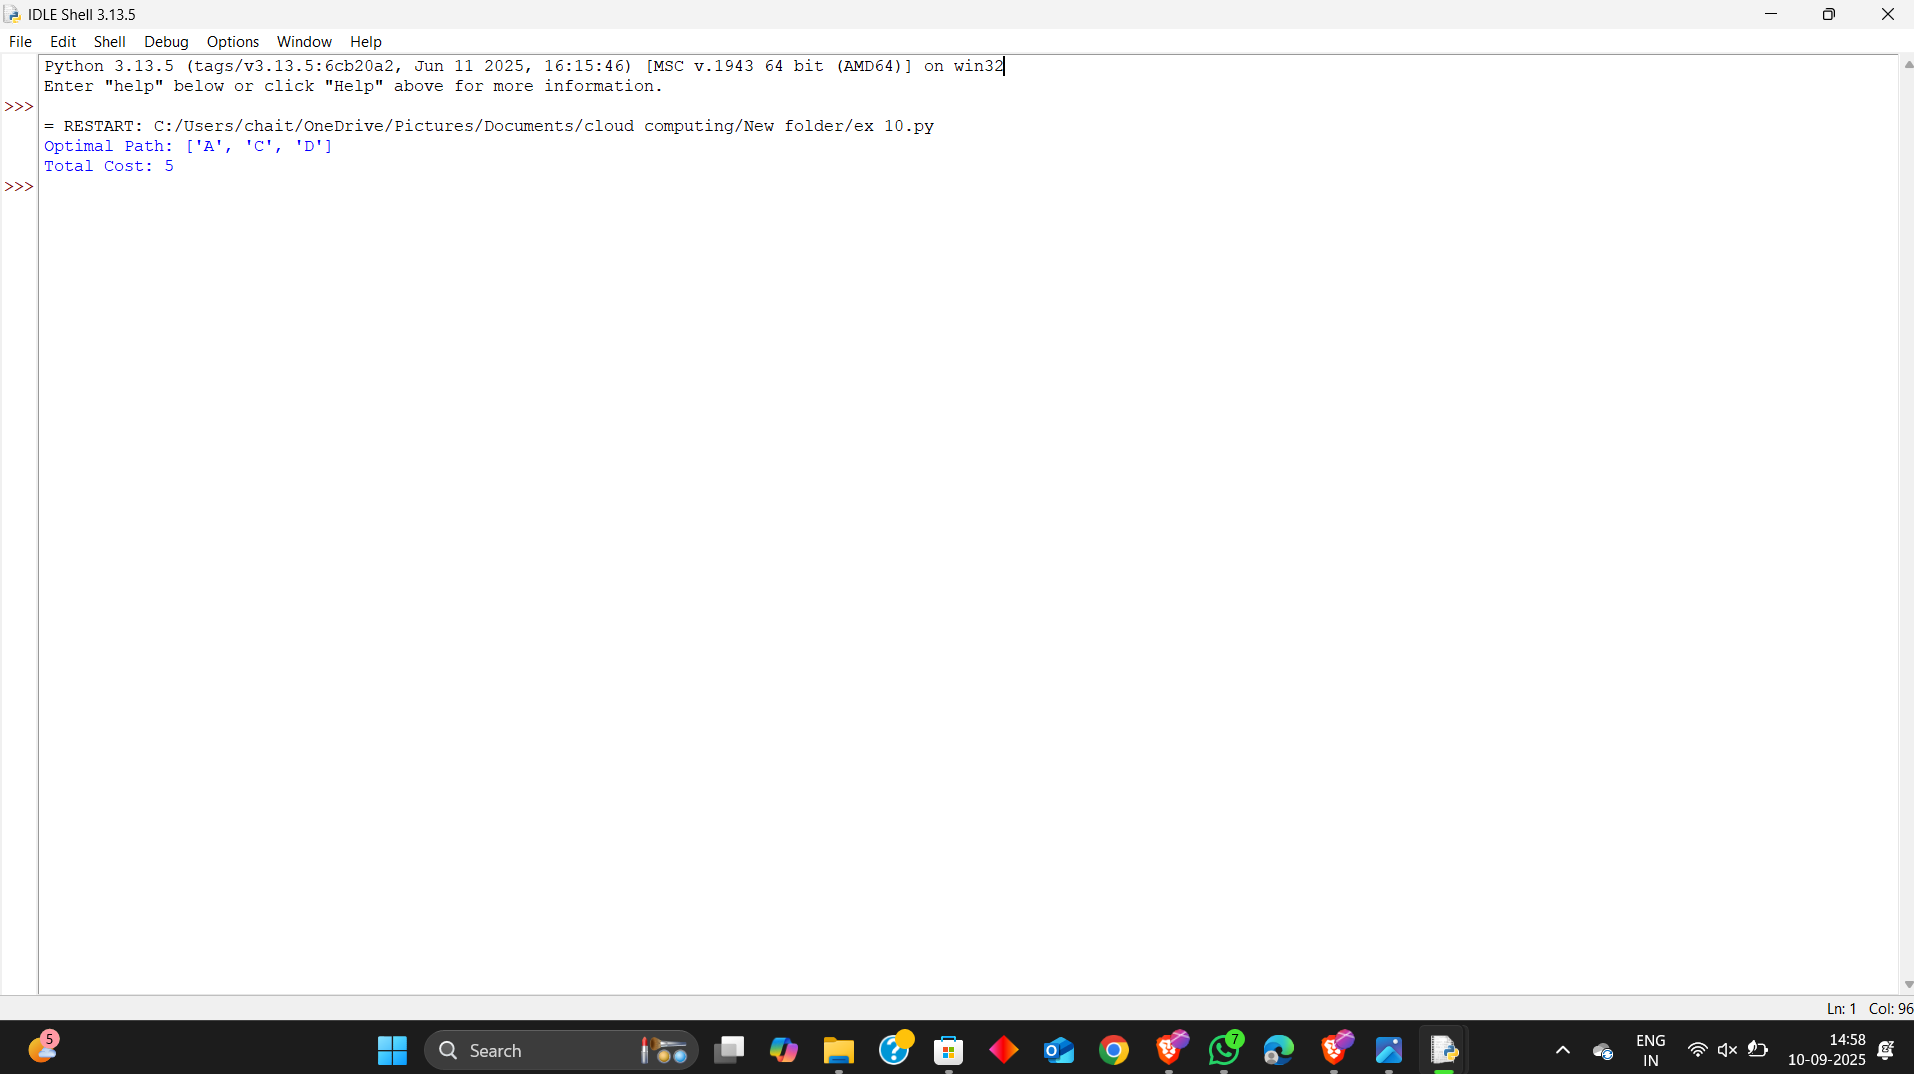 IDLE Shell 3.13.5
File Edit Shell Debug Options Window Help
Python 3.13.5 (tags/v3.13.5:6cb20a2, Jun 11 2025, 16:15:46) [MSC v.1943 64 bit (AMD64)] on win32
Enter "help" below or click "Help" above for more information.
>>>
= RESTART: C:/Users/chait/OneDrive/Pictures/Documents/cloud computing/New folder/ex 10.py
Optimal Path: ['A', 'C', 'D']
Total Cost: 5
>>>
Ln: 1 Col: 96
5
Search
7
ENG
IN
14:58
10-09-2025